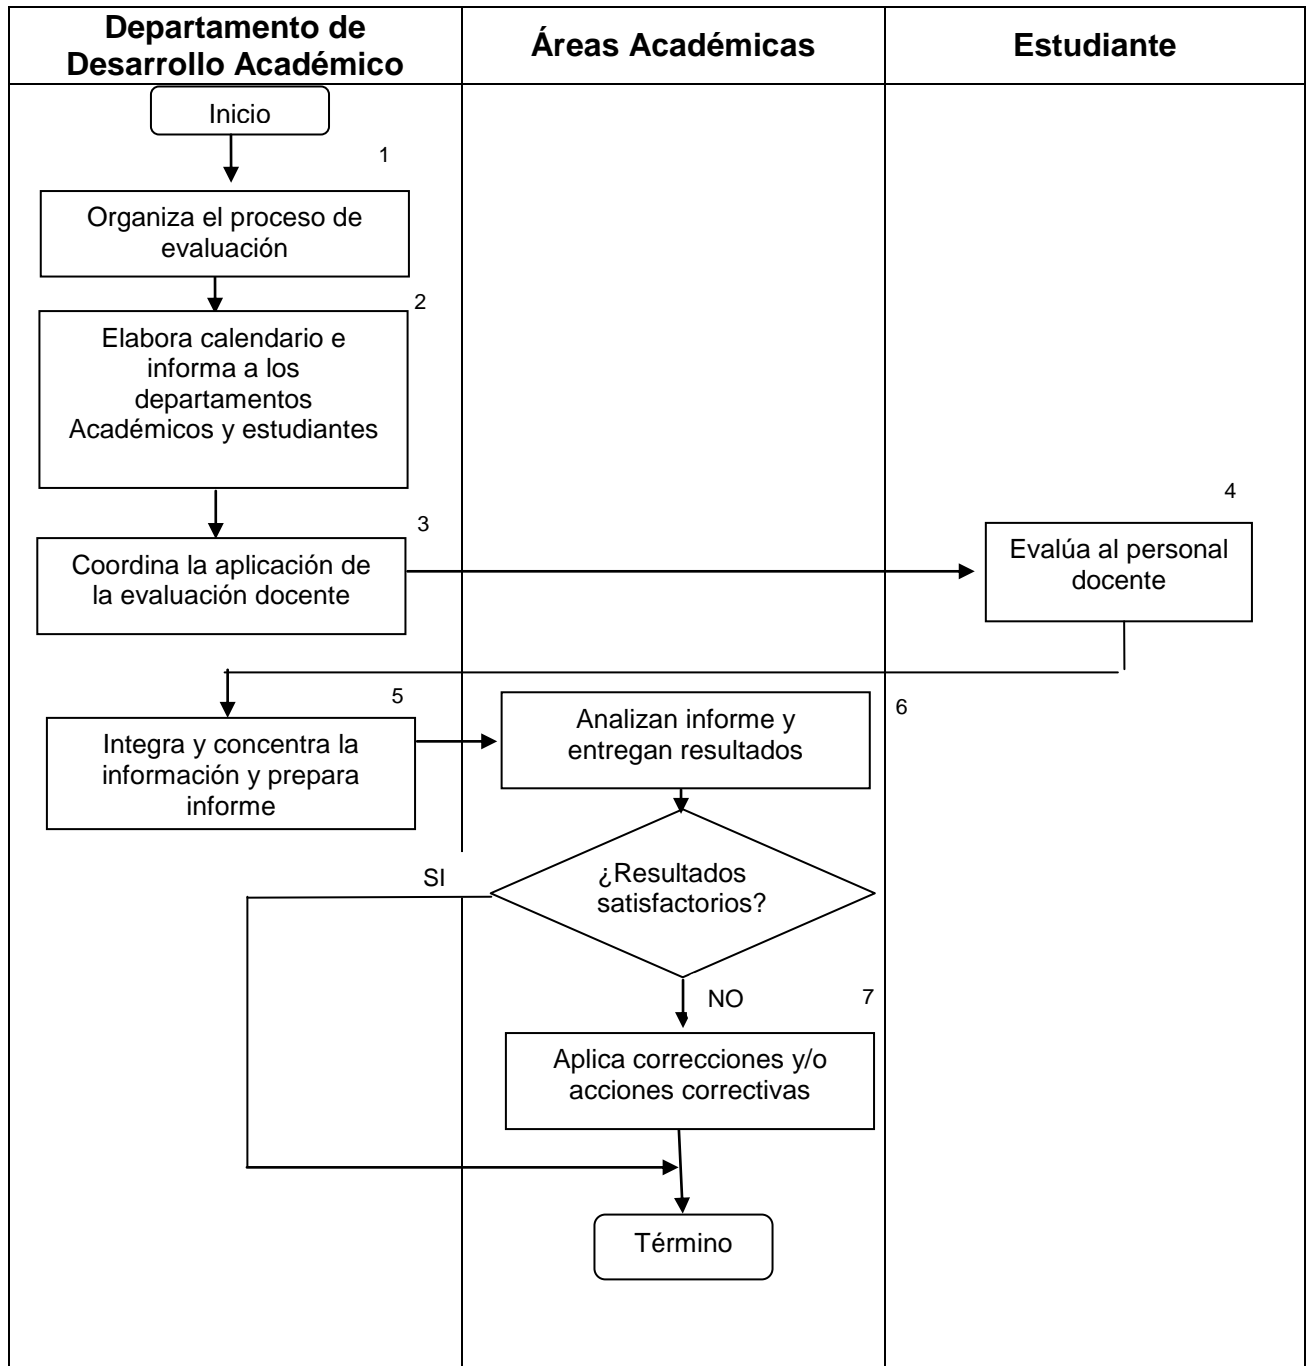 Departamento de
Desarrollo Académico
Áreas Académicas
Estudiante
Inicio
1
Organiza el proceso de
evaluación
2
Elabora calendario e
informa a los
departamentos
Académicos y estudiantes
3
Coordina la aplicación de
la evaluación docente
4
Evalúa al personal
docente
5
Integra y concentra la
información y prepara
informe
6
Analizan informe y
entregan resultados
SI
¿Resultados
satisfactorios?
NO
7
Aplica correcciones y/o
acciones correctivas
Término